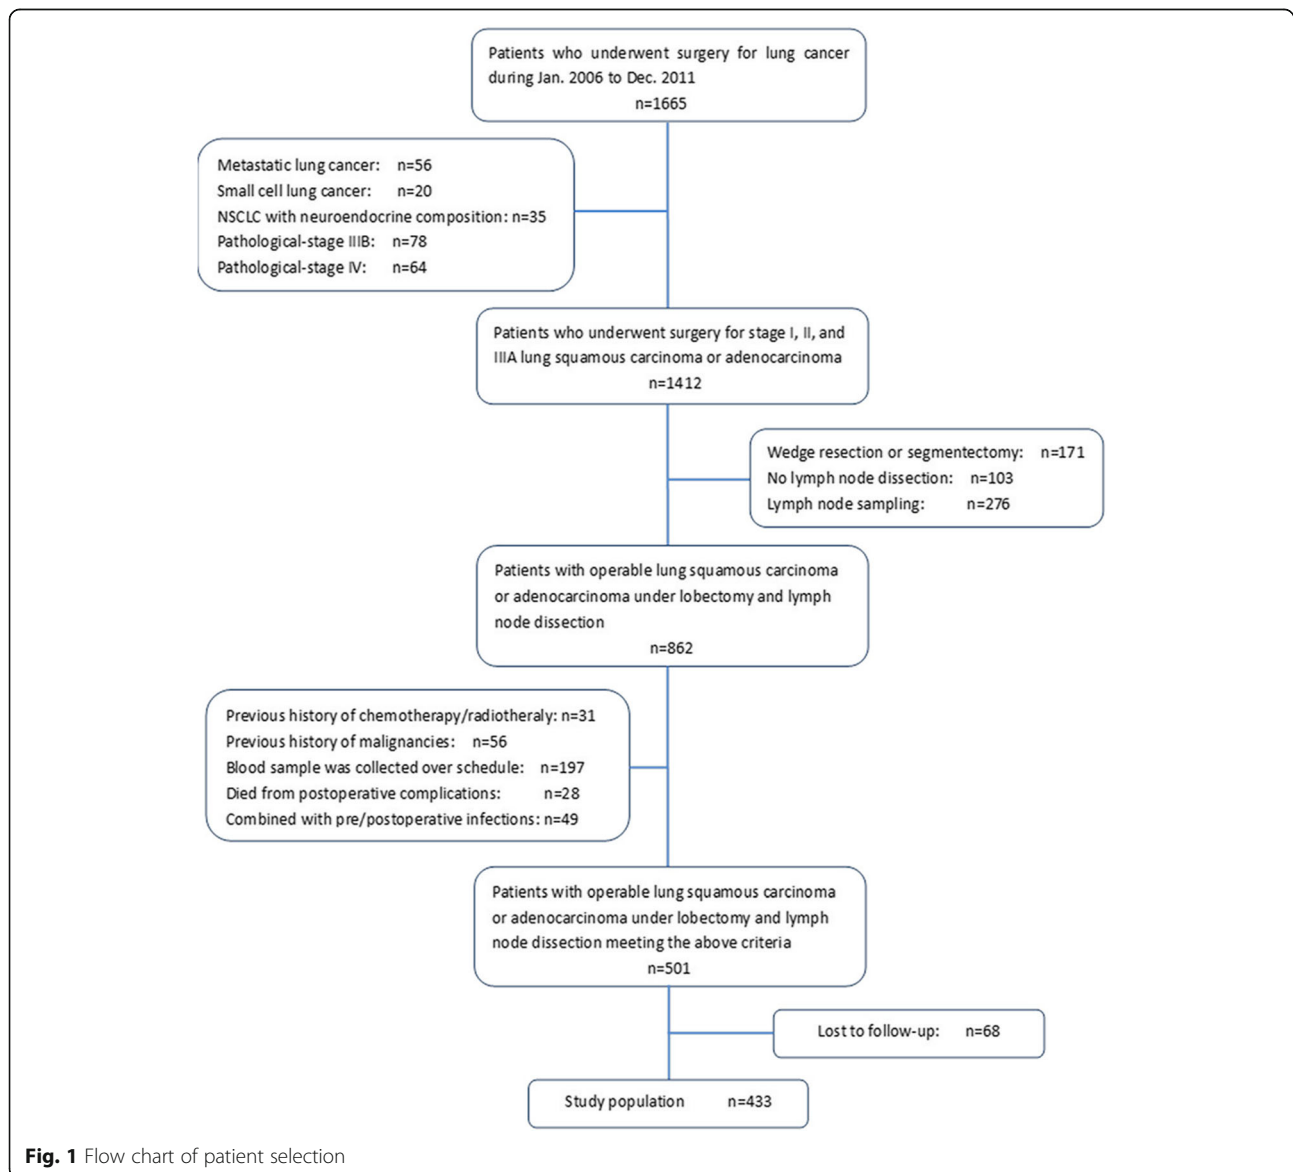 Patients who underwent surgery for lung cancer
during Jan. 2006 to Dec. 2011
n=1665
Metastatic lung cancer: n=56
Small cell lung cancer: n=20
NSCLC with neuroendocrine composition: n=35
Pathological-stage IIIB: n=78
Pathological-stage IV: n=64
Patients who underwent surgery for stage I, II, and
IIIA lung squamous carcinoma or adenocarcinoma
n=1412
Wedge resection or segmentectomy: n=171
No lymph node dissection: n=103
Lymph node sampling: n=276
Patients with operable lung squamous carcinoma
or adenocarcinoma under lobectomy and lymph
node dissection
n=862
Previous history of chemotherapy/radiotheraly: n=31
Previous history of malignancies: n=56
Blood sample was collected over schedule: n=197
Died from postoperative complications: n=28
Combined with pre/postoperative infections: n=49
Patients with operable lung squamous carcinoma
or adenocarcinoma under lobectomy and lymph
node dissection meeting the above criteria
n=501
Lost to follow-up: n=68
Study population n=433
Fig. 1 Flow chart of patient selection